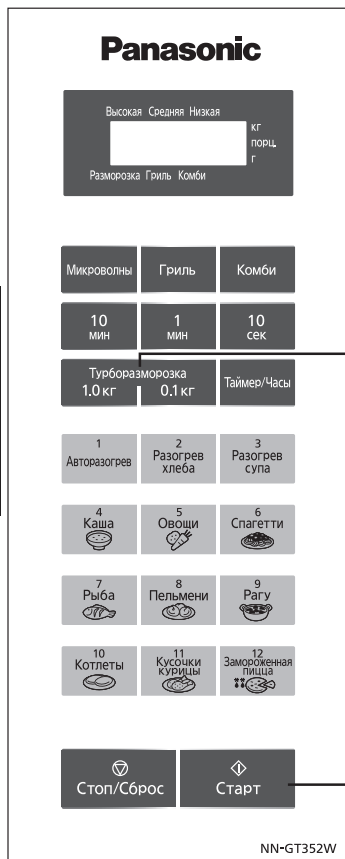 Panasonic
Высокая Средняя Низкая
кг
порц.
г
Разморозка Гриль Комби
Микроволны
Гриль
Комби
10
мин
1
мин
10
сек
Турборазморозка
1.0 кг 0.1 кг
Таймер/Часы
1
Авторазогрев
2
Разогрев
хлеба
3
Разогрев
супа
4
Каша
5
Овощи
6
Спагетти
7
Рыба
8
Пельмени
9
Рагу
10
Котлеты
11
Кусочки
курицы
12
Замороженная
пицца
Стоп/Сброс
Старт
NN-GT352W